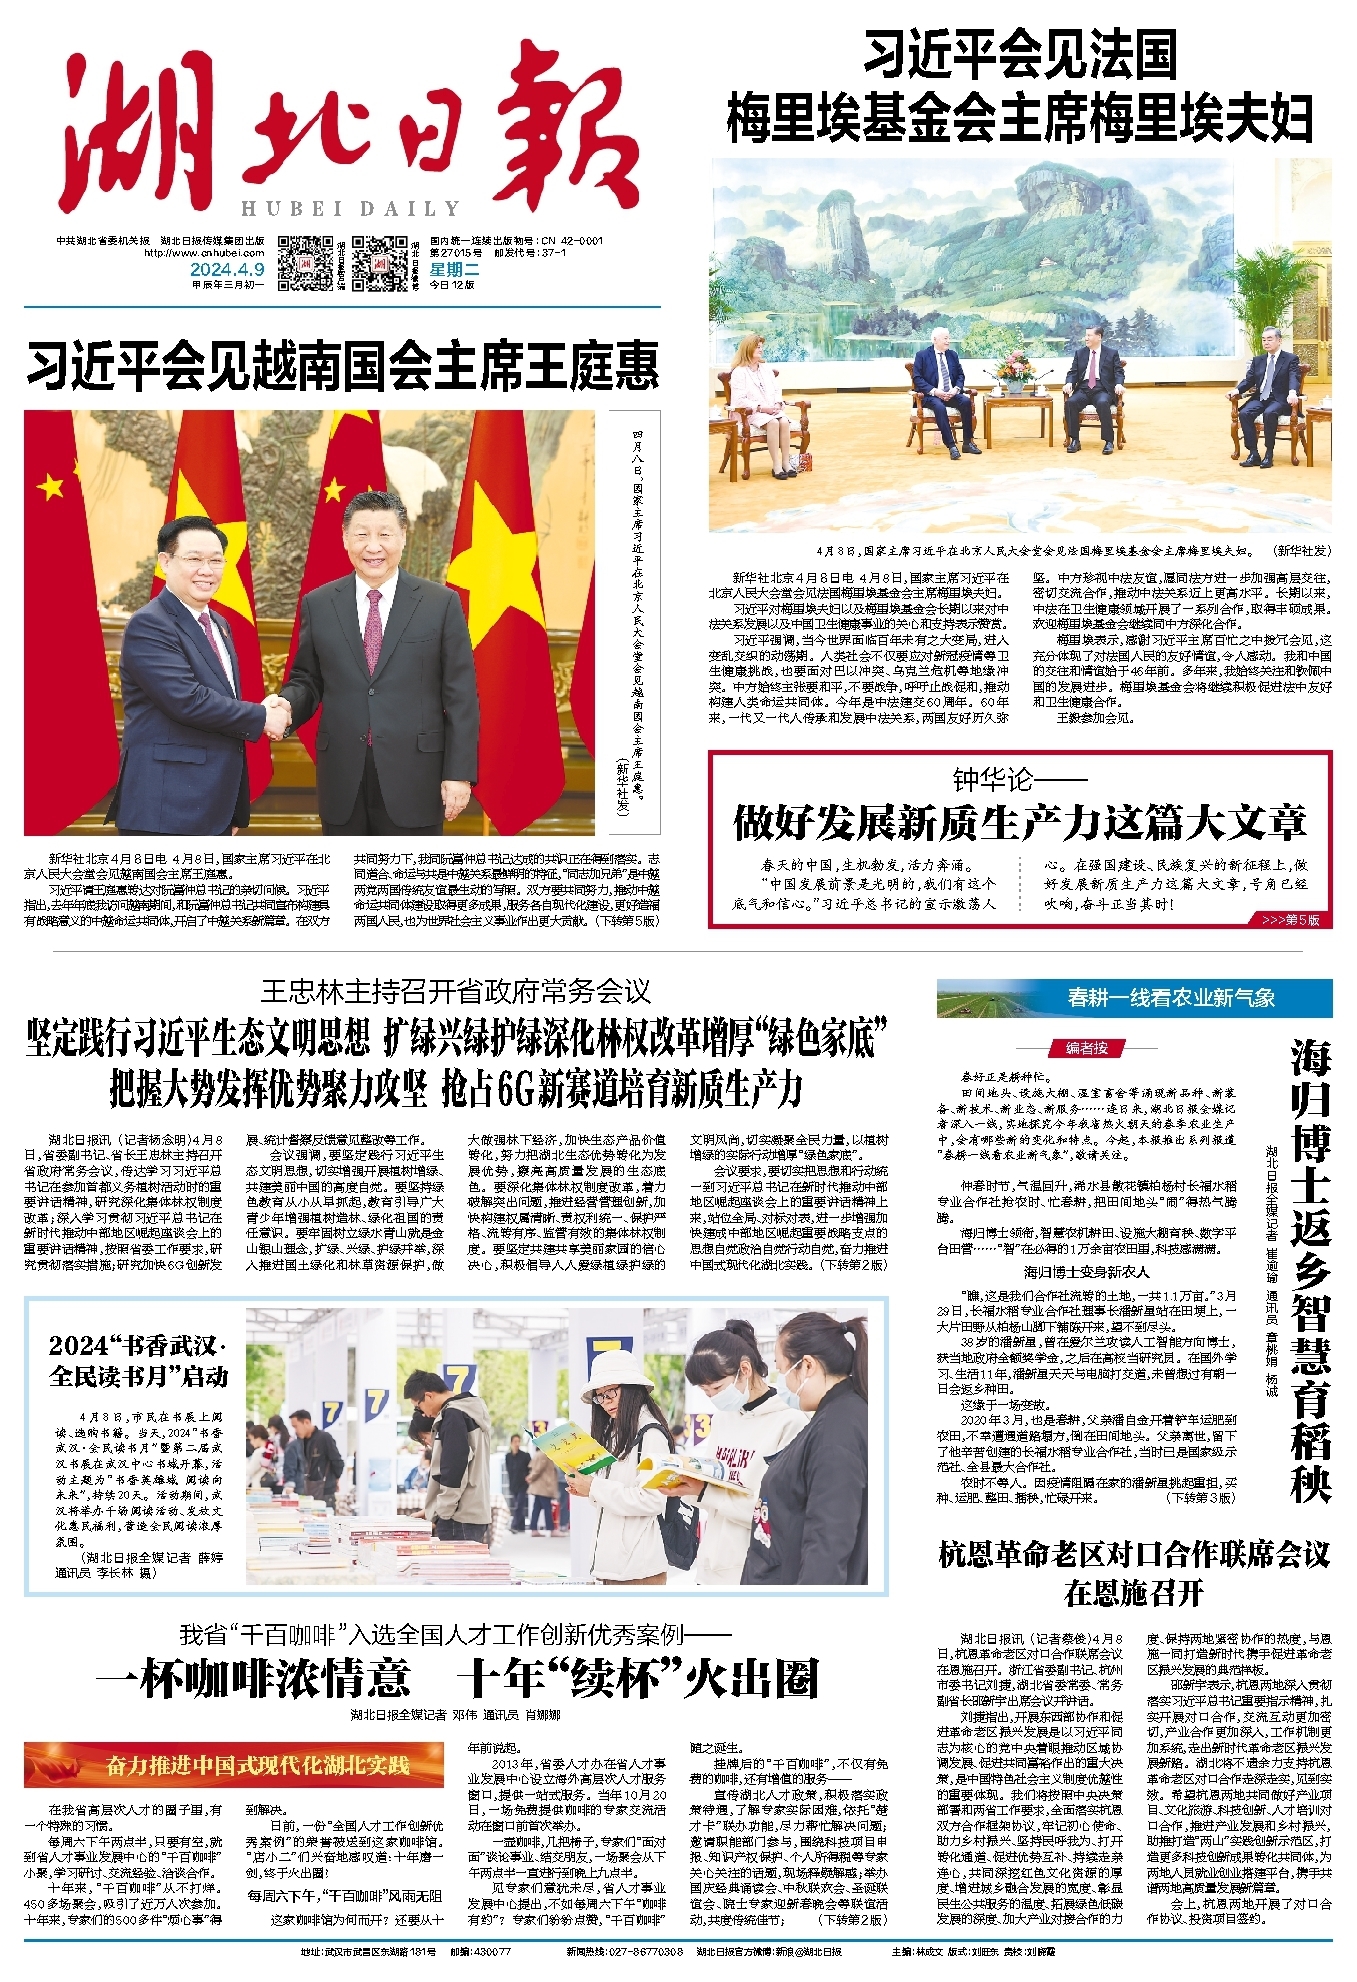 湖北日報
HUBEI DAILY
中共湖北省委机关报 湖北日报传媒集团出版
http://www.cnhubei.com
2024.4.9
甲辰年三月初一
国内统一连续出版物号：CN 42-0001
第27015号 邮发代号：37-1
星期二
今日12版
习近平会见越南国会主席王庭惠
四月八日，国家主席习近平在北京人民大会堂会见越南国会主席王庭惠。
（新华社发）
新华社北京4月8日电 4月8日，国家主席习近平在北
京人民大会堂会见越南国会主席王庭惠。
习近平请王庭惠转达对阮富仲总书记的亲切问候。习近平
指出，去年年底我访问越南期间，和阮富仲总书记共同宣布构建具
有战略意义的中越命运共同体，开启了中越关系新篇章。在双方
共同努力下，我同阮富仲总书记达成的共识正在得到落实。志
同道合、命运与共是中越关系最鲜明的特征。“同志加兄弟”是中越
两党两国传统友谊最生动的写照。双方要共同努力，推动中越
命运共同体建设取得更多成果，服务各自现代化建设，更好造福
两国人民，也为世界社会主义事业作出更大贡献。（下转第5版）
习近平会见法国
梅里埃基金会主席梅里埃夫妇
4月8日，国家主席习近平在北京人民大会堂会见法国梅里埃基金会主席梅里埃夫妇。 （新华社发）
新华社北京4月8日电 4月8日，国家主席习近平在
北京人民大会堂会见法国梅里埃基金会主席梅里埃夫妇。
习近平对梅里埃夫妇以及梅里埃基金会长期以来对中
法关系发展以及中国卫生健康事业的关心和支持表示赞赏。
习近平强调，当今世界面临百年未有之大变局，进入
变乱交织的动荡期。人类社会不仅要应对新冠疫情等卫
生健康挑战，也要面对巴以冲突、乌克兰危机等地缘冲
突。中方始终主张要和平，不要战争，呼吁止战促和，推动
构建人类命运共同体。今年是中法建交60周年。60年
来，一代又一代人传承和发展中法关系，两国友好历久弥
坚。中方珍视中法友谊，愿同法方进一步加强高层交往，
密切交流合作，推动中法关系迈上更高水平。长期以来，
中法在卫生健康领域开展了一系列合作，取得丰硕成果。
欢迎梅里埃基金会继续同中方深化合作。
梅里埃表示，感谢习近平主席百忙之中拨冗会见，这
充分体现了对法国人民的友好情谊，令人感动。我和中国
的交往和情谊始于46年前。多年来，我始终关注和钦佩中
国的发展进步。梅里埃基金会将继续积极促进法中友好
和卫生健康合作。
王毅参加会见。
钟华论——
做好发展新质生产力这篇大文章
春天的中国，生机勃发，活力奔涌。
“中国发展前景是光明的，我们有这个
底气和信心。”习近平总书记的宣示激荡人
心。在强国建设、民族复兴的新征程上，做
好发展新质生产力这篇大文章，号角已经
吹响，奋斗正当其时！
>>>第5版
王忠林主持召开省政府常务会议
坚定践行习近平生态文明思想 扩绿兴绿护绿深化林权改革增厚“绿色家底”
把握大势发挥优势聚力攻坚 抢占6G新赛道培育新质生产力
湖北日报讯（记者杨念明）4月8
日，省委副书记、省长王忠林主持召开
省政府常务会议，传达学习习近平总
书记在参加首都义务植树活动时的重
要讲话精神，研究深化集体林权制度
改革；深入学习贯彻习近平总书记在
新时代推动中部地区崛起座谈会上的
重要讲话精神，按照省委工作要求，研
究贯彻落实措施；研究加快6G创新发
展、统计督察反馈意见整改等工作。
会议强调，要坚定践行习近平生
态文明思想，切实增强开展植树增绿、
共建美丽中国的高度自觉。要坚持绿
色教育从小从早抓起，教育引导广大
青少年增强植树造林、绿化祖国的责
任意识。要牢固树立绿水青山就是金
山银山理念，扩绿、兴绿、护绿并举，深
入推进国土绿化和林草资源保护，做
大做强林下经济，加快生态产品价值
转化，努力把湖北生态优势转化为发
展优势，擦亮高质量发展的生态底
色。要深化集体林权制度改革，着力
破解突出问题，推进经营管理创新，加
快构建权属清晰、责权利统一、保护严
格、流转有序、监管有效的集体林权制
度。要坚定共建共享美丽家园的信心
决心，积极倡导人人爱绿植绿护绿的
文明风尚，切实凝聚全民力量，以植树
增绿的实际行动增厚“绿色家底”。
会议要求，要切实把思想和行动统
一到习近平总书记在新时代推动中部
地区崛起座谈会上的重要讲话精神上
来，站位全局、对标对表，进一步增强加
快建成中部地区崛起重要战略支点的
思想自觉政治自觉行动自觉，奋力推进
中国式现代化湖北实践。（下转第2版）
2024“书香武汉·
全民读书月”启动
4月8日，市民在书展上阅
读、选购书籍。当天，2024“书香
武汉·全民读书月”暨第二届武
汉书展在武汉中心书城开幕，活
动主题为“书香英雄城 阅读向
未来”，持续20天。活动期间，武
汉将举办千场阅读活动、发放文
化惠民福利，营造全民阅读浓厚
氛围。
（湖北日报全媒记者 薛婷
通讯员 李长林 摄）
我省“千百咖啡”入选全国人才工作创新优秀案例——
一杯咖啡浓情意 十年“续杯”火出圈
湖北日报全媒记者 邓伟 通讯员 肖娜娜
奋力推进中国式现代化湖北实践
在我省高层次人才的圈子里，有
一个特殊的习惯。
每周六下午两点半，只要有空，就
到省人才事业发展中心的“千百咖啡”
小聚，学习研讨、交流经验、洽谈合作。
十年来，“千百咖啡”从不打烊。
450多场聚会，吸引了近万人次参加。
十年来，专家们的500多件“烦心事”得
到解决。
日前，一份“全国人才工作创新优
秀案例”的荣誉被送到这家咖啡馆。
“店小二”们兴奋地感叹道：十年磨一
剑，终于火出圈？
每周六下午，“千百咖啡”风雨无阻
这家咖啡馆为何而开？还要从十
年前说起。
2013年，省委人才办在省人才事
业发展中心设立海外高层次人才服务
窗口，提供一站式服务。当年10月20
日，一场免费提供咖啡的专家交流活
动在窗口前首次举办。
一壶咖啡，几把椅子，专家们“面对
面”谈论事业、结交朋友，一场聚会从下
午两点半一直进行到晚上九点半。
见专家们意犹未尽，省人才事业
发展中心提出，不如每周六下午“咖啡
有约”？专家们纷纷点赞，“千百咖啡”
随之诞生。
挂牌后的“千百咖啡”，不仅有免
费的咖啡，还有增值的服务——
宣传湖北人才政策，积极落实政
策待遇，了解专家实际困难，依托“楚
才卡”联办功能，尽力帮忙解决问题；
邀请职能部门参与，围绕科技项目申
报、知识产权保护、个人所得税等专家
关心关注的话题，现场释疑解惑；举办
国庆经典诵读会、中秋联欢会、圣诞联
谊会、院士专家迎新春晚会等联谊活
动，共度传统佳节； （下转第2版）
春耕一线看农业新气象
编者按
春好正是耕种忙。
田间地头、设施大棚、温室畜舍等涌现新品种、新装
备、新技术、新业态、新服务……连日来，湖北日报全媒记
者深入一线，实地探究今年我省热火朝天的春季农业生产
中，会有哪些新的变化和特点。今起，本报推出系列报道
“春耕一线看农业新气象”，敬请关注。
海归博士返乡智慧育稻秧
湖北日报全媒记者 崔逾瑜 通讯员 章桃娟 杨诚
仲春时节，气温回升，浠水县散花镇柏杨村长福水稻
专业合作社抢农时、忙春耕，把田间地头“闹”得热气腾
腾。
海归博士领衔，智慧农机耕田、设施大棚育秧、数字平
台田管……“智”在必得的1万余亩农田里，科技感满满。
海归博士变身新农人
“瞧，这是我们合作社流转的土地，一共1.1万亩。”3月
29日，长福水稻专业合作社理事长潘新星站在田埂上，一
大片田野从柏杨山脚下铺陈开来，望不到尽头。
38岁的潘新星，曾在爱尔兰攻读人工智能方向博士，
获当地政府全额奖学金，之后在高校当研究员。在国外学
习、生活11年，潘新星天天与电脑打交道，未曾想过有朝一
日会返乡种田。
这缘于一场变故。
2020年3月，也是春耕，父亲潘自金开着铲车运肥到
农田，不幸遭遇道路塌方，倒在田间地头。父亲离世，留下
了他辛苦创建的长福水稻专业合作社，当时已是国家级示
范社、全县最大合作社。
农时不等人。因疫情阻隔在家的潘新星挑起重担，买
种、运肥、整田、插秧，忙碌开来。 （下转第3版）
杭恩革命老区对口合作联席会议
在恩施召开
湖北日报讯（记者蔡俊）4月8
日，杭恩革命老区对口合作联席会议
在恩施召开。浙江省委副书记、杭州
市委书记刘捷，湖北省委常委、常务
副省长邵新宇出席会议并讲话。
刘捷指出，开展东西部协作和促
进革命老区振兴发展是以习近平同
志为核心的党中央着眼推动区域协
调发展、促进共同富裕作出的重大决
策，是中国特色社会主义制度优越性
的重要体现。我们将按照中央决策
部署和两省工作要求，全面落实杭恩
双方合作框架协议，牢记初心使命、
助力乡村振兴、坚持民呼我为、打开
转化通道、促进优势互补、持续走亲
连心，共同深挖红色文化资源的厚
度、增进城乡融合发展的宽度、彰显
民生公共服务的温度、拓展绿色低碳
发展的深度、加大产业对接合作的力
度、保持两地紧密协作的热度，与恩
施一同打造新时代携手促进革命老
区振兴发展的典范样板。
邵新宇表示，杭恩两地深入贯彻
落实习近平总书记重要指示精神，扎
实开展对口合作，交流互动更加密
切，产业合作更加深入，工作机制更
加系统，走出新时代革命老区振兴发
展新路。湖北将不遗余力支持杭恩
革命老区对口合作走深走实、见到实
效。希望杭恩两地共同做好产业项
目、文化旅游、科技创新、人才培训对
口合作，推进产业发展和乡村振兴，
助推打造“两山”实践创新示范区，打
造更多科技创新成果转化共同体，为
两地人员就业创业搭建平台，携手共
谱两地高质量发展新篇章。
会上，杭恩两地开展了对口合
作协议、投资项目签约。
地址：武汉市武昌区东湖路181号 邮编：430077 新闻热线：027-86770308 湖北日报官方微博：新浪@湖北日报 主编：林成文 版式：刘旺东 责校：刘晓露